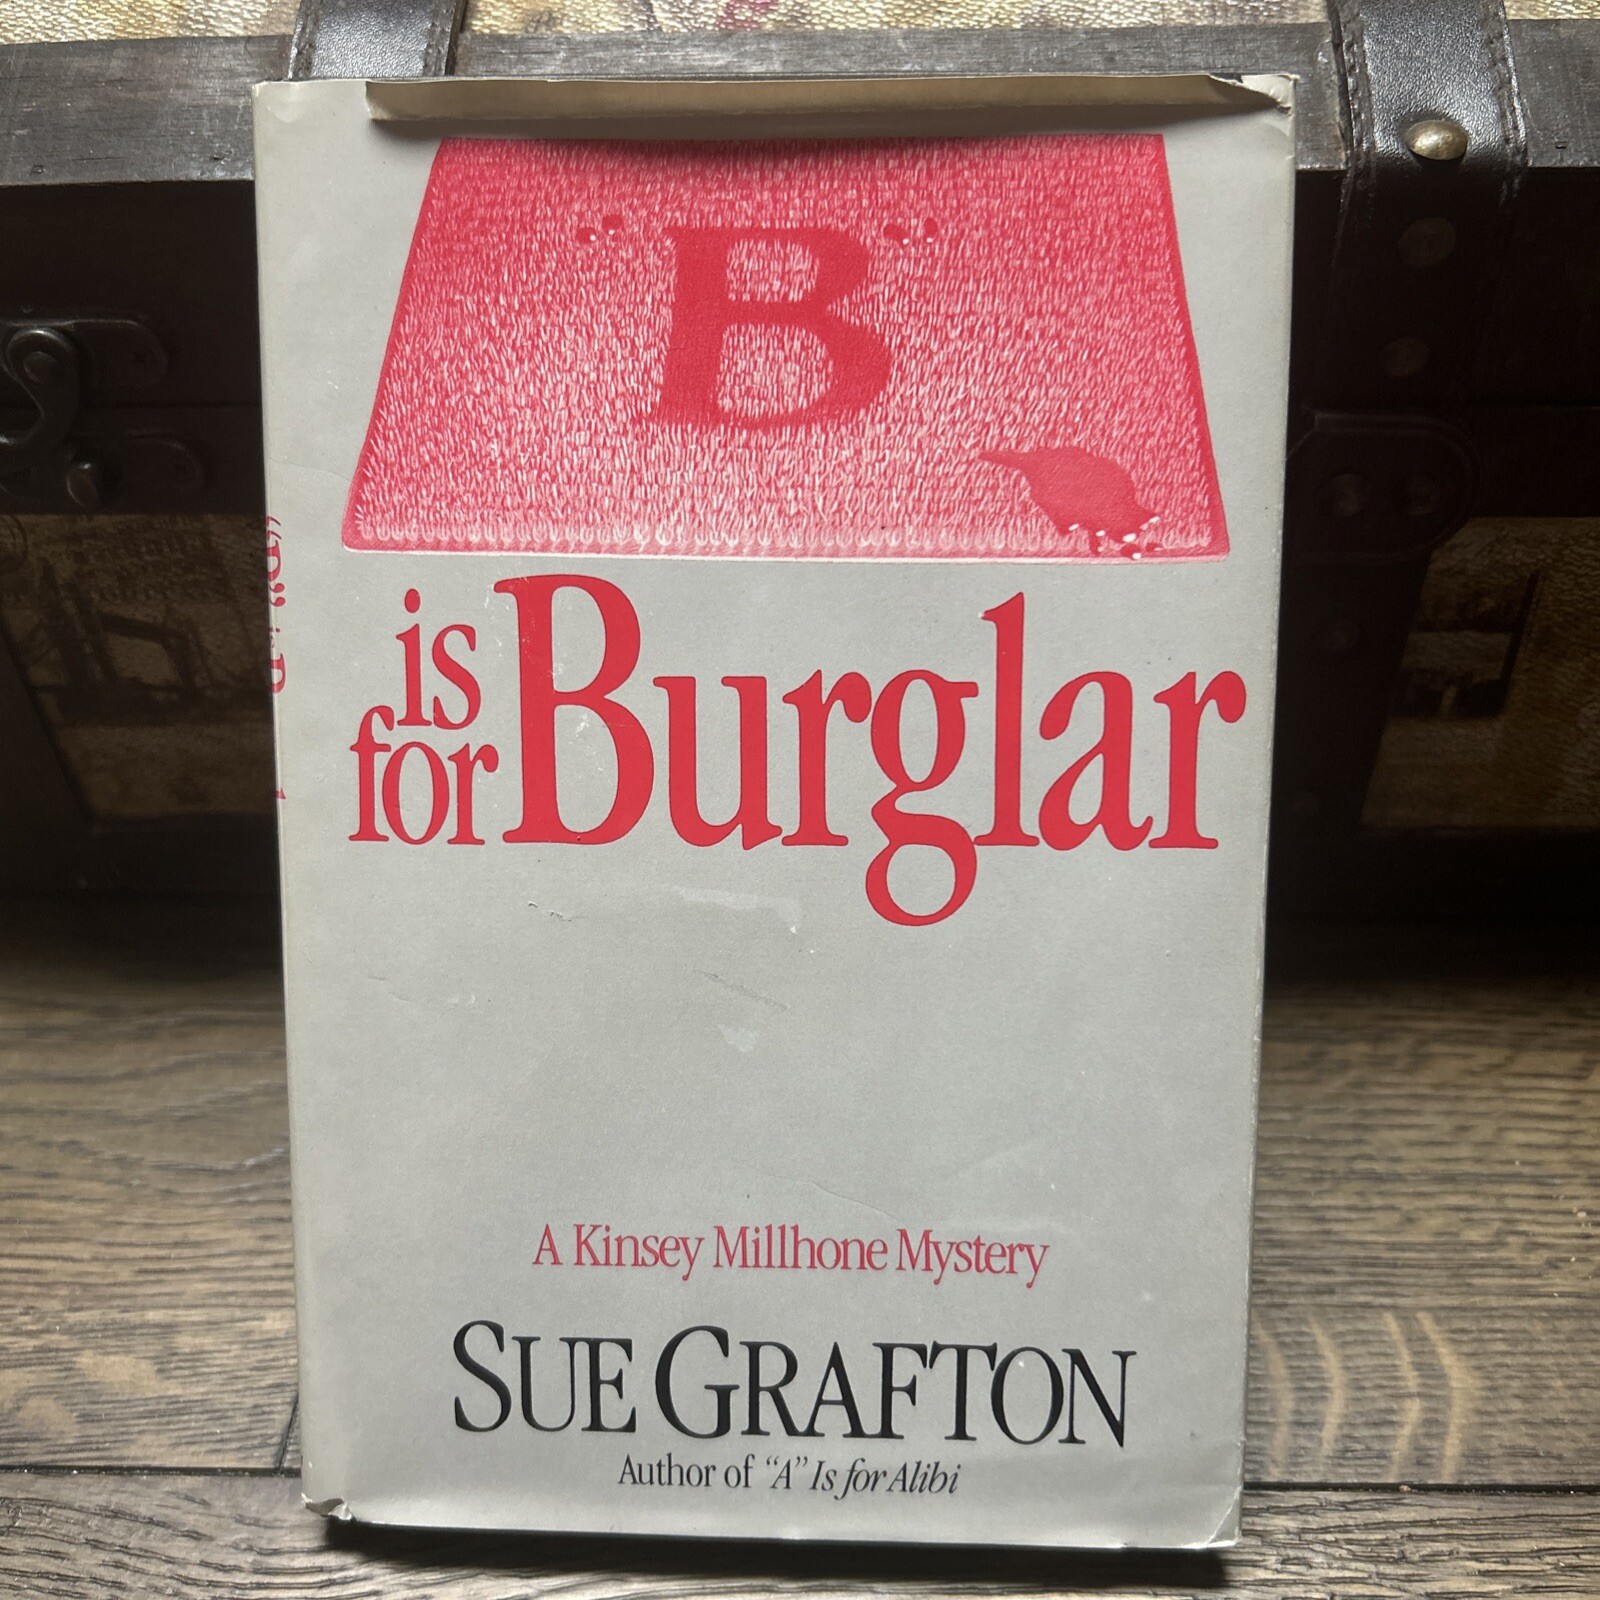 "B"
is
for Burglar
A Kinsey Millhone Mystery
SUE GRAFTON
Author of “A” Is for Alibi